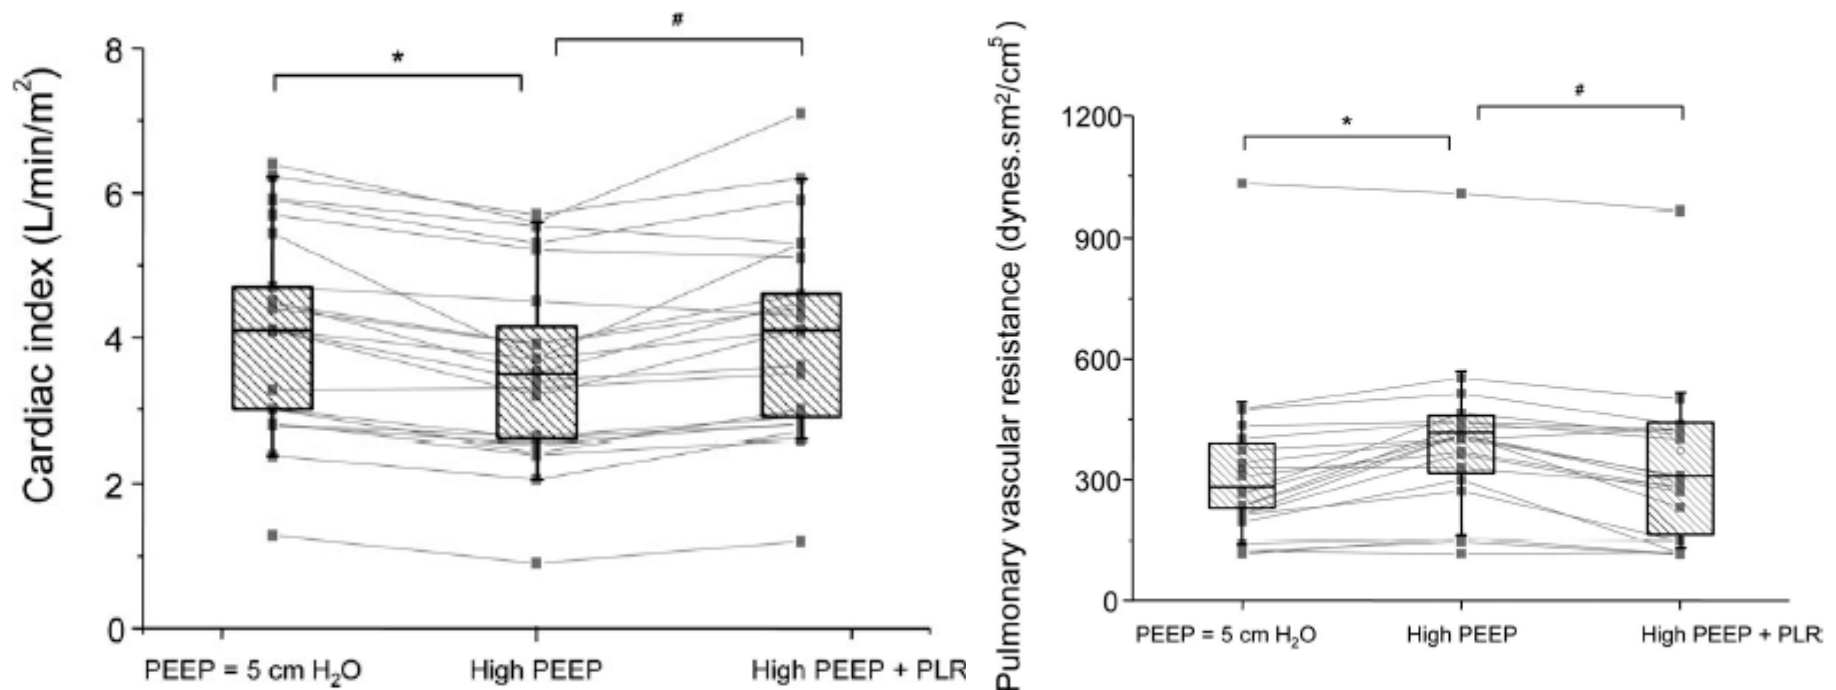 Cardiac index (L/min/m²)
8
6
4
2
0
*
#
PEEP = 5 cm H₂O
High PEEP
High PEEP + PLR
Pulmonary vascular resistance (dynes.sm²/cm⁵)
1200
900
600
300
0
*
#
PEEP = 5 cm H₂O
High PEEP
High PEEP + PLR